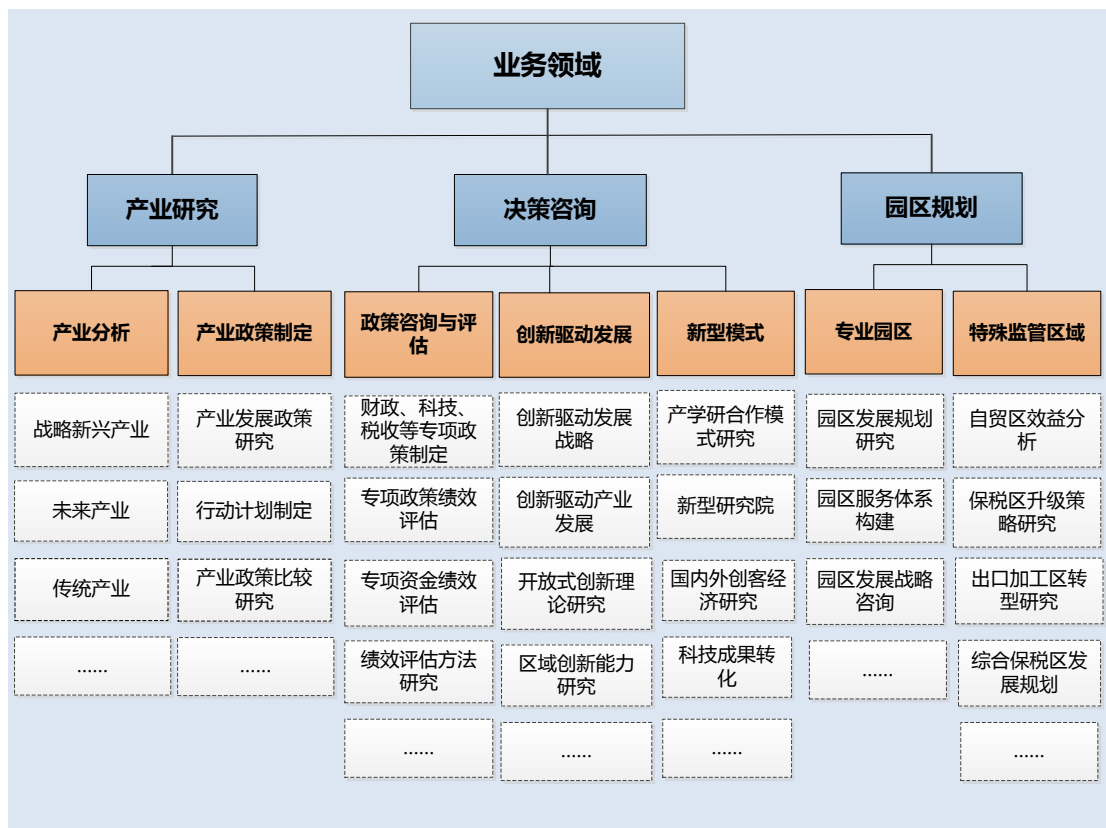 业务领域
产业研究
决策咨询
园区规划
产业分析
产业政策制定
政策咨询与评
估
创新驱动发展
新型模式
专业园区
特殊监管区域
战略新兴产业
产业发展政策
研究
财政、科技、
税收等专项政
策制定
创新驱动发展
战略
产学研合作模
式研究
园区发展规划
研究
自贸区效益分
析
未来产业
行动计划制定
专项政策绩效
评估
创新驱动产业
发展
新型研究院
园区服务体系
构建
保税区升级策
略研究
传统产业
产业政策比较
研究
专项资金绩效
评估
开放式创新理
论研究
国内外创客经
济研究
园区发展战略
咨询
出口加工区转
型研究
......
......
绩效评估方法
研究
区域创新能力
研究
科技成果转
化
......
综合保税区发
展规划
......
......
......
......